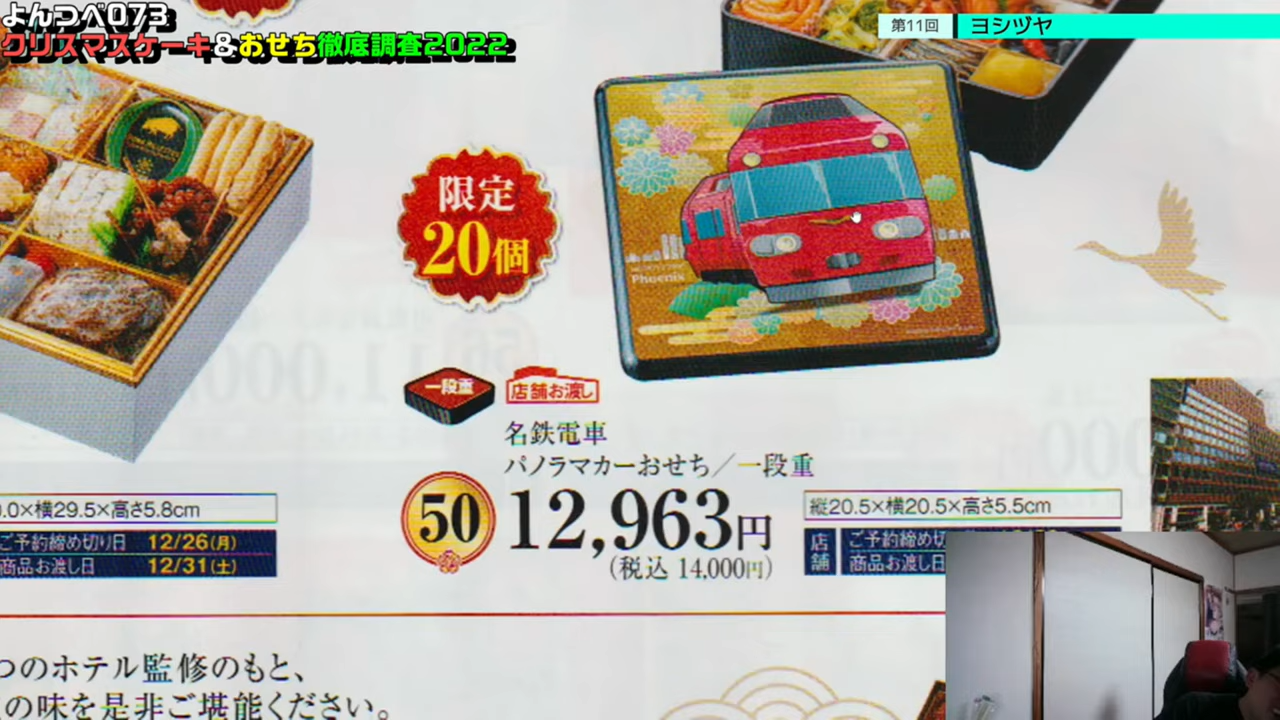 よんつべ073
クリスマスケーキ&おせち徹底調査2022
第11回
ヨシヅヤ
限定
20個
Phoenix
一段重
店舗お渡し
名鉄電車
パノラマカーおせち/一段重
50
12,963円
(税込 14,000円)
.0×横29.5×高さ5.8cm
ご予約締め切り日 12/26(月)
商品お渡し日 12/31(土)
縦20.5×横20.5×高さ5.5cm
店舗
ご予約締め切
商品お渡し日
つのホテル監修のもと、
の味を是非ご堪能ください。